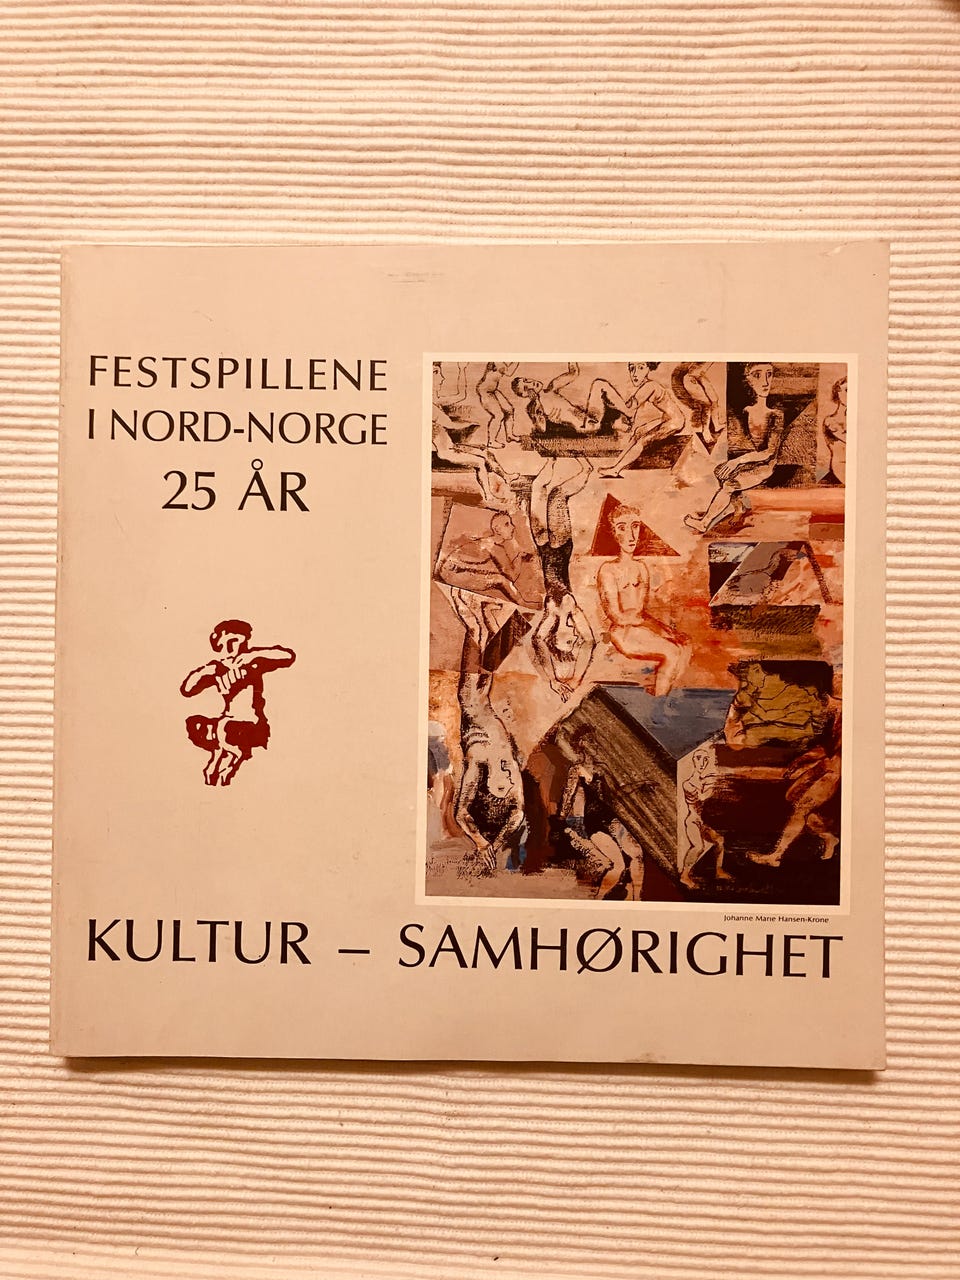 FESTSPILLENE
I NORD-NORGE
25 ÅR
Johanne Marie Hansen-Krone
KULTUR – SAMHØRIGHET